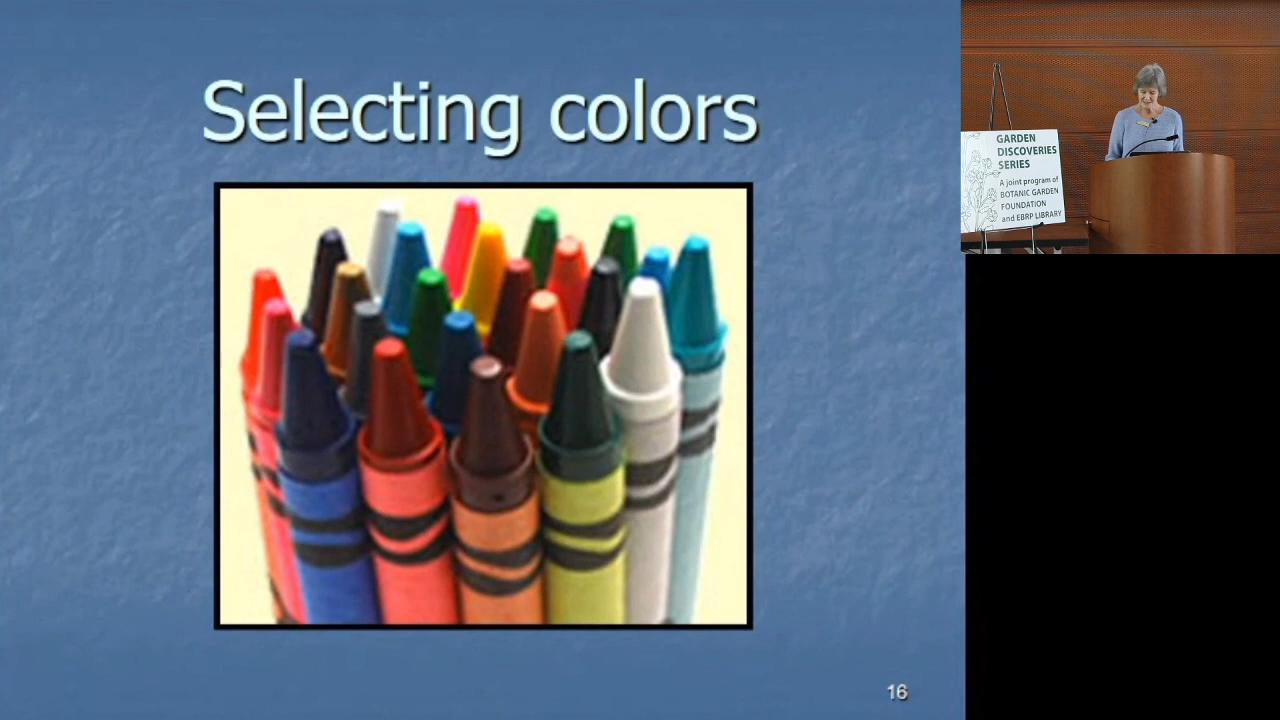 Selecting colors
16
GARDEN
DISCOVERIES
SERIES
A joint program of
BOTANIC GARDEN
FOUNDATION
and EBRP LIBRARY